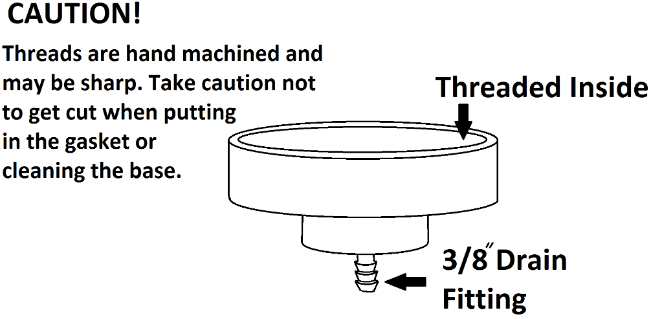 CAUTION!
Threads are hand machined and
may be sharp. Take caution not
to get cut when putting
in the gasket or
cleaning the base.
Threaded Inside
3/8″ Drain
Fitting